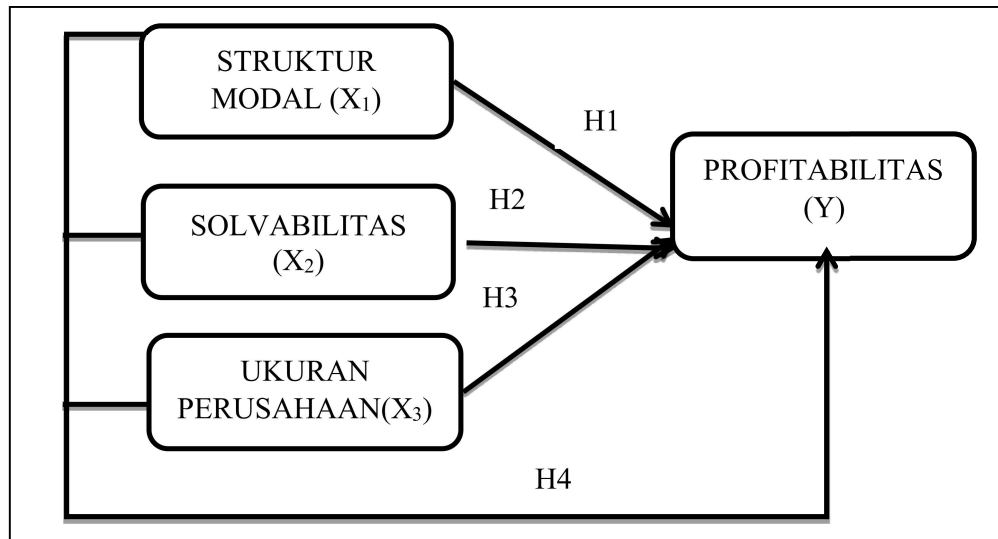 STRUKTUR
MODAL (X₁)
H1
PROFITABILITAS
(Y)
H2
SOLVABILITAS
(X₂)
H3
UKURAN
PERUSAHAAN(X₃)
H4